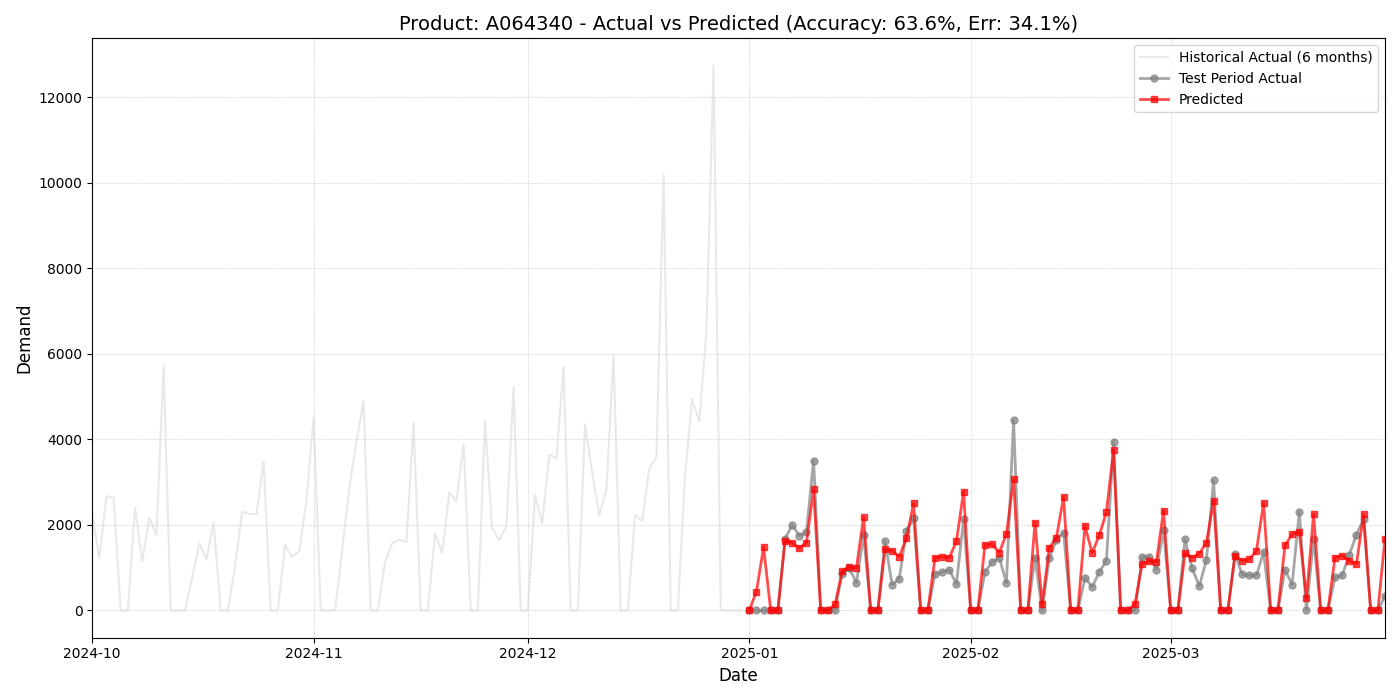 Product: A064340 - Actual vs Predicted (Accuracy: 63.6%, Err: 34.1%)
Historical Actual (6 months)
Test Period Actual
Predicted
12000
10000
8000
6000
4000
2000
0
Demand
2024-10
2024-11
2024-12
2025-01
2025-02
2025-03
Date